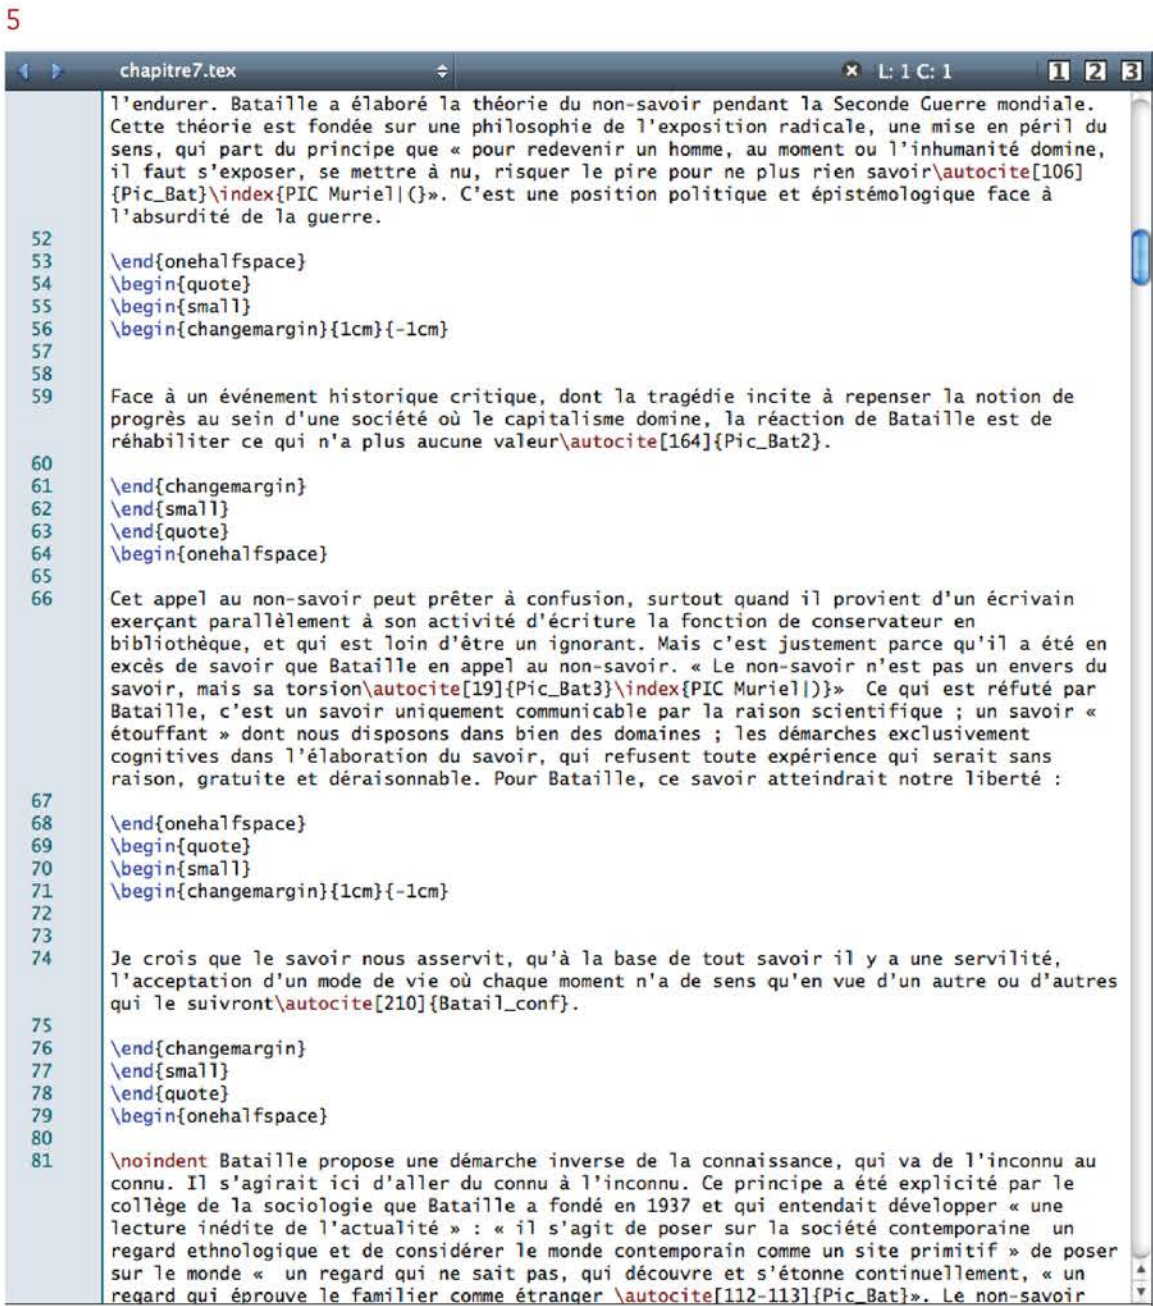 5
chapitre7.tex L: 1 C: 1 1 2 3
l'endurer. Bataille a élaboré la théorie du non-savoir pendant la Seconde Guerre mondiale.
Cette théorie est fondée sur une philosophie de l'exposition radicale, une mise en péril du
sens, qui part du principe que « pour redevenir un homme, au moment ou l'inhumanité domine,
il faut s'exposer, se mettre à nu, risquer le pire pour ne plus rien savoir\autocite[106]
{Pic_Bat}\index{PIC Muriel|(}». C'est une position politique et épistémologique face à
l'absurdité de la guerre.
52
53 \end{onehalfspace}
54 \begin{quote}
55 \begin{small}
56 \begin{changemargin}{1cm}{-1cm}
57
58
59 Face à un événement historique critique, dont la tragédie incite à repenser la notion de
progrès au sein d'une société où le capitalisme domine, la réaction de Bataille est de
réhabiliter ce qui n'a plus aucune valeur\autocite[164]{Pic_Bat2}.
60
61 \end{changemargin}
62 \end{small}
63 \end{quote}
64 \begin{onehalfspace}
65
66 Cet appel au non-savoir peut prêter à confusion, surtout quand il provient d'un écrivain
exerçant parallèlement à son activité d'écriture la fonction de conservateur en
bibliothèque, et qui est loin d'être un ignorant. Mais c'est justement parce qu'il a été en
excès de savoir que Bataille en appel au non-savoir. « Le non-savoir n'est pas un envers du
savoir, mais sa torsion\autocite[19]{Pic_Bat3}\index{PIC Muriel|)}»  Ce qui est réfuté par
Bataille, c'est un savoir uniquement communicable par la raison scientifique ; un savoir «
étouffant » dont nous disposons dans bien des domaines ; les démarches exclusivement
cognitives dans l'élaboration du savoir, qui refusent toute expérience qui serait sans
raison, gratuite et déraisonnable. Pour Bataille, ce savoir atteindrait notre liberté :
67
68 \end{onehalfspace}
69 \begin{quote}
70 \begin{small}
71 \begin{changemargin}{1cm}{-1cm}
72
73
74 Je crois que le savoir nous asservit, qu'à la base de tout savoir il y a une servilité,
l'acceptation d'un mode de vie où chaque moment n'a de sens qu'en vue d'un autre ou d'autres
qui le suivront\autocite[210]{Batail_conf}.
75
76 \end{changemargin}
77 \end{small}
78 \end{quote}
79 \begin{onehalfspace}
80
81 \noindent Bataille propose une démarche inverse de la connaissance, qui va de l'inconnu au
connu. Il s'agirait ici d'aller du connu à l'inconnu. Ce principe a été explicité par le
collège de la sociologie que Bataille a fondé en 1937 et qui entendait développer « une
lecture inédite de l'actualité » : « il s'agit de poser sur la société contemporaine  un
regard ethnologique et de considérer le monde contemporain comme un site primitif » de poser
sur le monde «  un regard qui ne sait pas, qui découvre et s'étonne continuellement, « un
regard qui éprouve le familier comme étranger \autocite[112-113]{Pic_Bat}». Le non-savoir